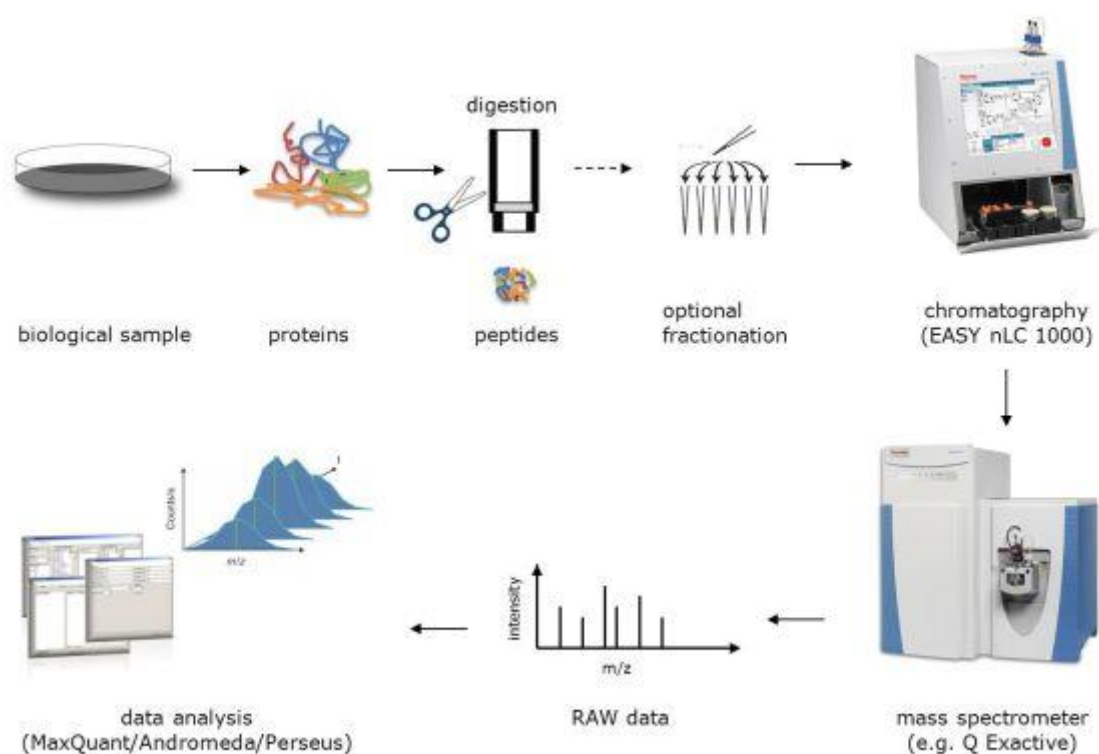 digestion
biological sample
proteins
peptides
optional
fractionation
chromatography
(EASY nLC 1000)
Counts/s
t
m/z
intensity
m/z
data analysis
(MaxQuant/Andromeda/Perseus)
RAW data
mass spectrometer
(e.g. Q Exactive)